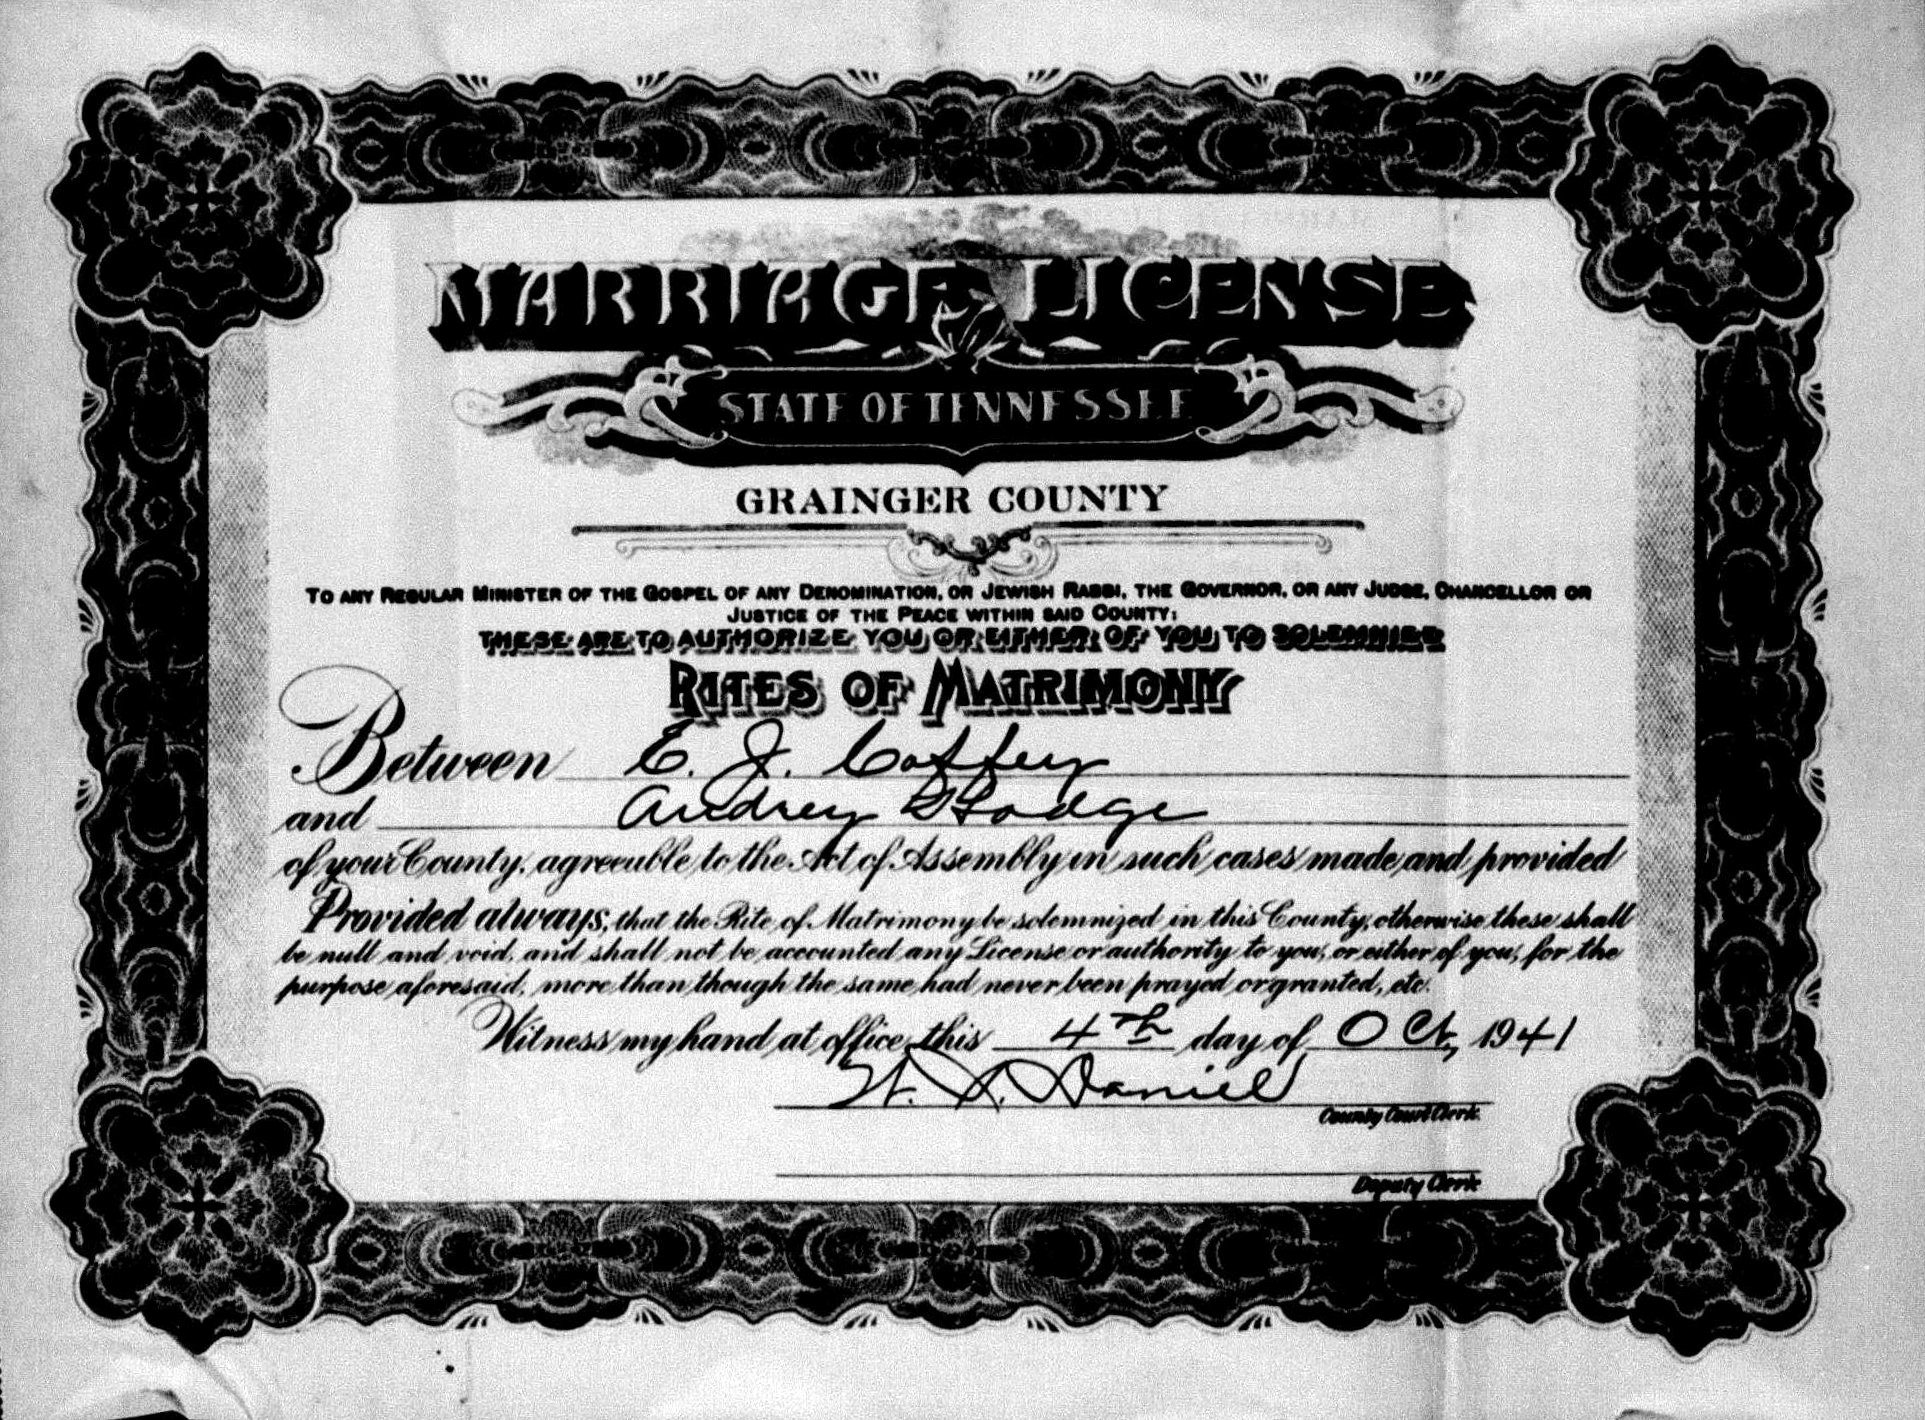 MARRIAGE LICENSE
STATE OF TENNESSEE
GRAINGER COUNTY
TO ANY REGULAR MINISTER OF THE GOSPEL OF ANY DENOMINATION, OR JEWISH RABBI, THE GOVERNOR, OR ANY JUDGE, CHANCELLOR OR
JUSTICE OF THE PEACE WITHIN SAID COUNTY:
THESE ARE TO AUTHORIZE YOU OR EITHER OF YOU TO SOLEMNIZE
RITES OF MATRIMONY
Between E. J. Coffey
and Audrey Hodge
of your County, agreeable to the Act of Assembly in such cases made and provided
Provided always, that the Rite of Matrimony be solemnized in this County, otherwise these shall
be null and void, and shall not be accounted any License or authority to you, or either of you, for the
purpose aforesaid, more than though the same had never been prayed or granted, etc.
Witness my hand at office, this 4th day of Oct, 1941
Daniel
County Court Clerk.
Deputy Clerk